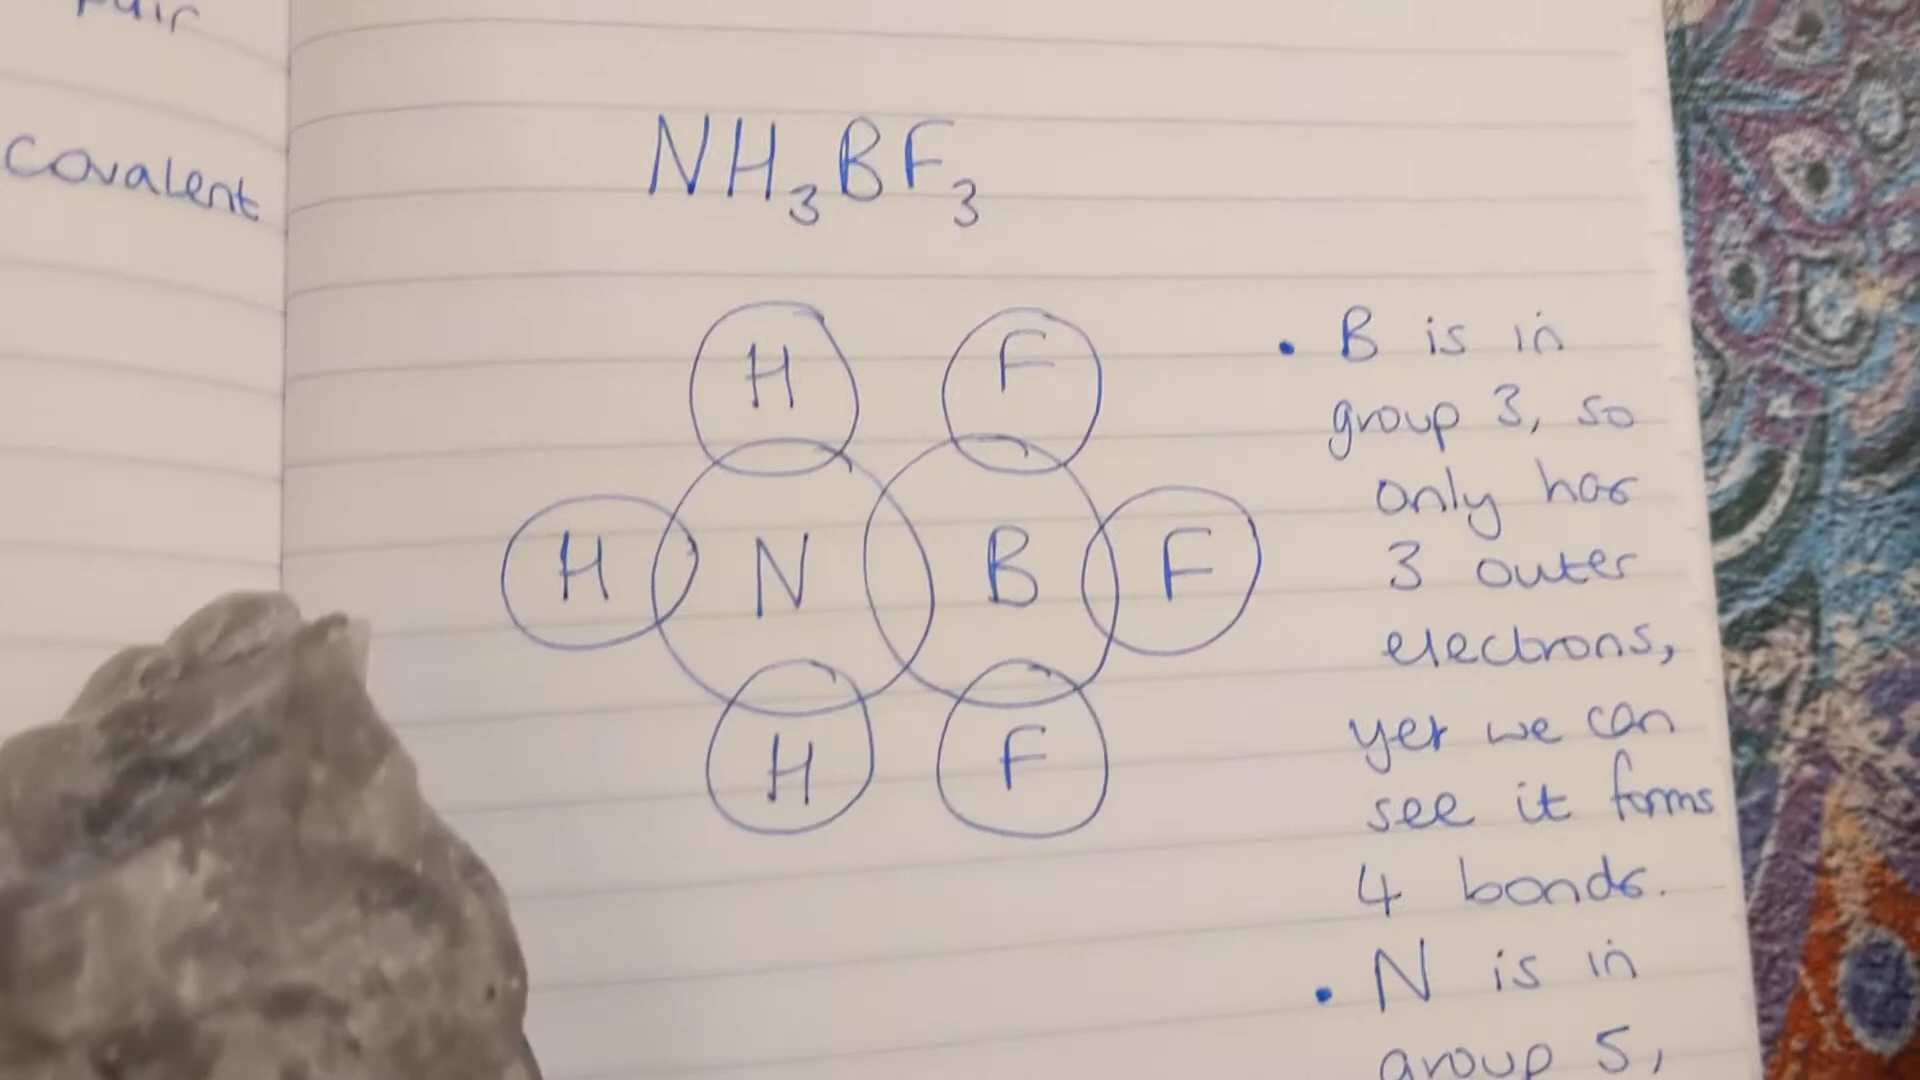 pair
covalent
NH₃BF₃
H F
H N B F
H F
• B is in
group 3, so
only has
3 outer
electrons,
yet we can
see it forms
4 bonds.
• N is in
group 5,